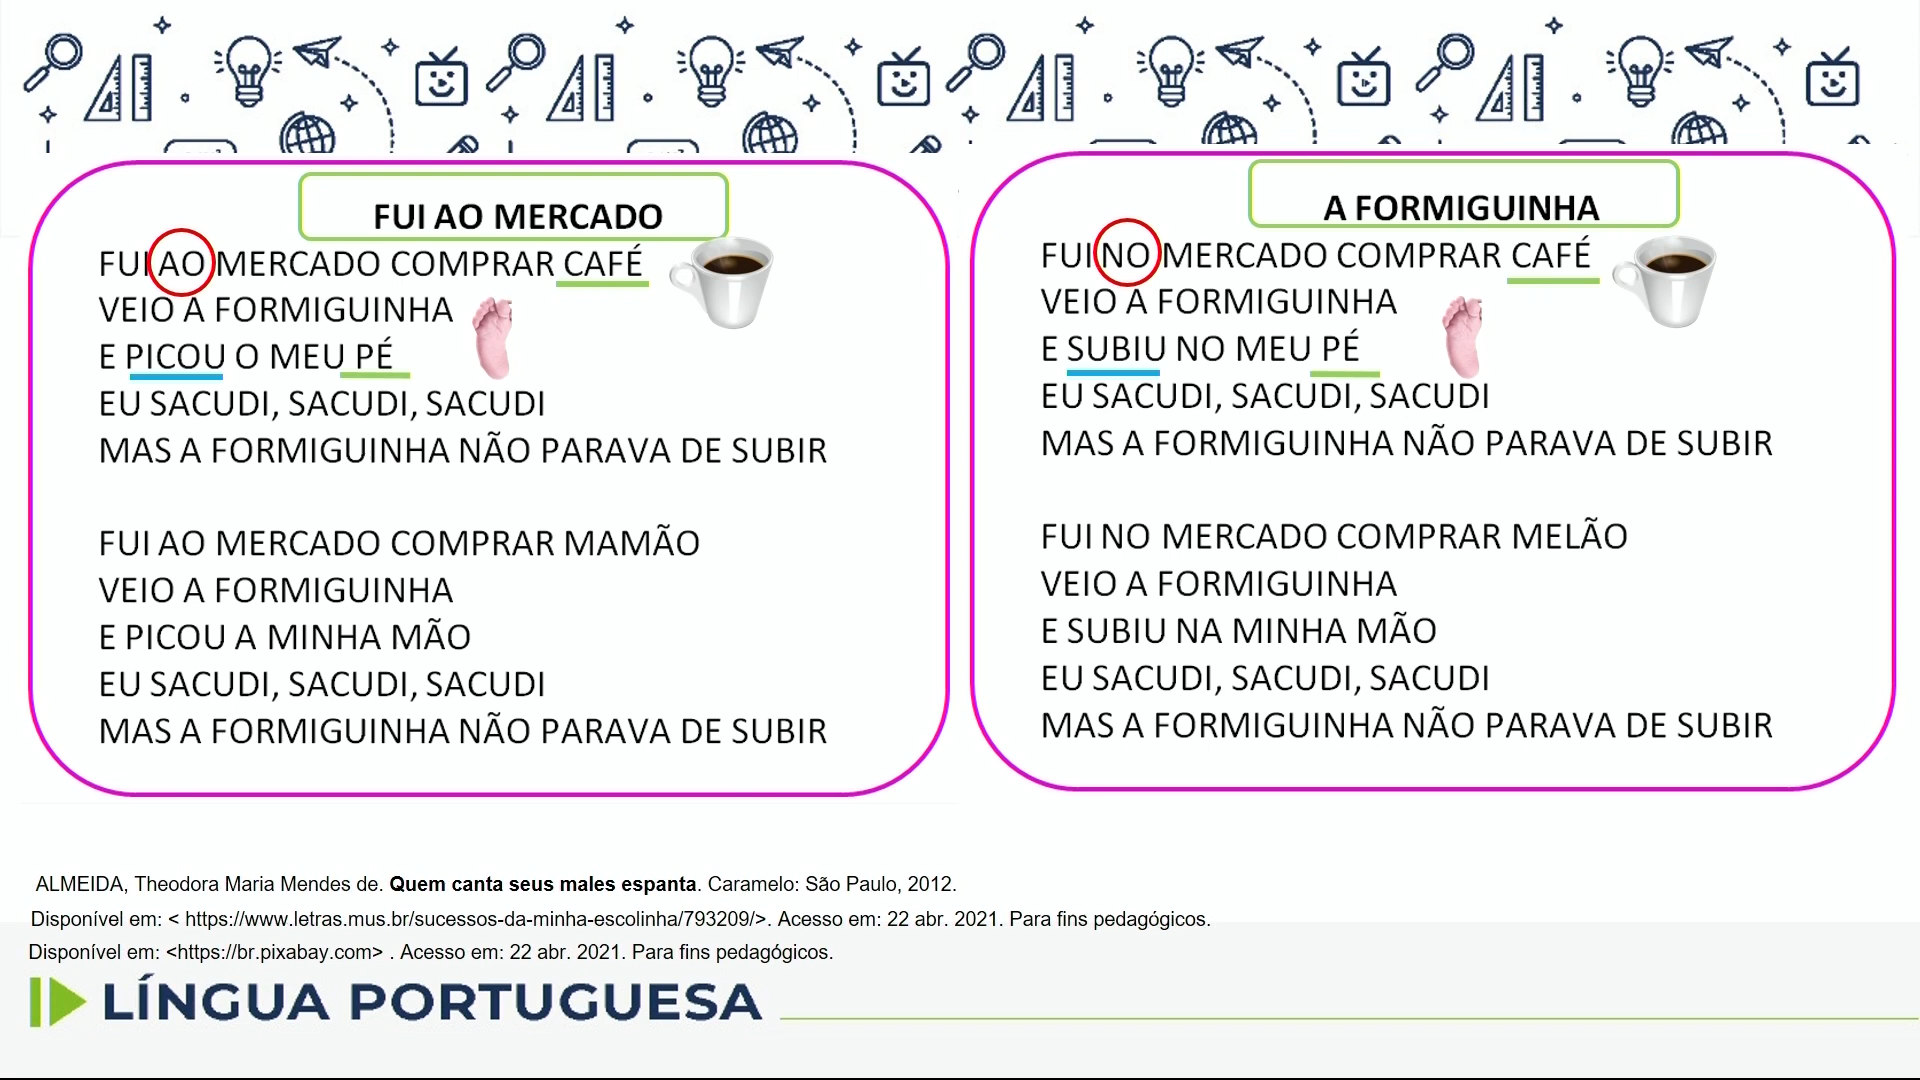 FUI AO MERCADO
FUI AO MERCADO COMPRAR CAFÉ
VEIO A FORMIGUINHA
E PICOU O MEU PÉ
EU SACUDI, SACUDI, SACUDI
MAS A FORMIGUINHA NÃO PARAVA DE SUBIR
FUI AO MERCADO COMPRAR MAMÃO
VEIO A FORMIGUINHA
E PICOU A MINHA MÃO
EU SACUDI, SACUDI, SACUDI
MAS A FORMIGUINHA NÃO PARAVA DE SUBIR
A FORMIGUINHA
FUI NO MERCADO COMPRAR CAFÉ
VEIO A FORMIGUINHA
E SUBIU NO MEU PÉ
EU SACUDI, SACUDI, SACUDI
MAS A FORMIGUINHA NÃO PARAVA DE SUBIR
FUI NO MERCADO COMPRAR MELÃO
VEIO A FORMIGUINHA
E SUBIU NA MINHA MÃO
EU SACUDI, SACUDI, SACUDI
MAS A FORMIGUINHA NÃO PARAVA DE SUBIR
ALMEIDA, Theodora Maria Mendes de. Quem canta seus males espanta. Caramelo: São Paulo, 2012.
Disponível em: < https://www.letras.mus.br/sucessos-da-minha-escolinha/793209/>. Acesso em: 22 abr. 2021. Para fins pedagógicos.
Disponível em: <https://br.pixabay.com> . Acesso em: 22 abr. 2021. Para fins pedagógicos.
LÍNGUA PORTUGUESA